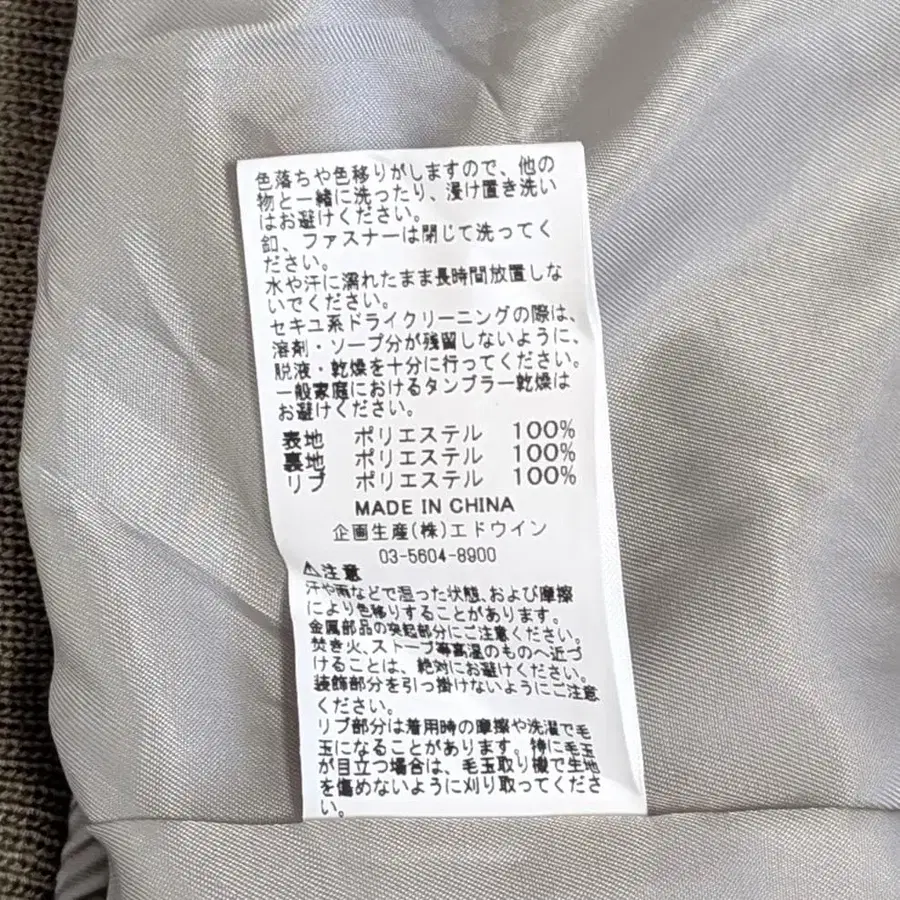 色落ちや色移りがしますので、他の
物と一緒に洗ったり、浸け置き洗い
はお避けください。
釦、ファスナーは閉じて洗ってく
ださい。
水や汗に濡れたまま長時間放置しな
いでください。
セキユ系ドライクリーニングの際は、
溶剤・ソープ分が残留しないように、
脱液・乾燥を十分に行ってください。
一般家庭におけるタンブラー乾燥は
お避けください。
表地 ポリエステル 100%
裏地 ポリエステル 100%
リブ ポリエステル 100%
MADE IN CHINA
企画生産(株)エドウイン
03-5604-8900
⚠注意
汗や雨などで湿った状態、および摩擦
により色移りすることがあります。
金属部品の突起部分にご注意ください。
焚き火、ストーブ等高温のものへ近づ
けることは、絶対にお避けください。
装飾部分を引っ掛けないようにご注意
ください。
リブ部分は着用時の摩擦や洗濯で毛
玉になることがあります。特に毛玉
が目立つ場合は、毛玉取り機で生地
を傷めないように刈り取ってくださ
い。